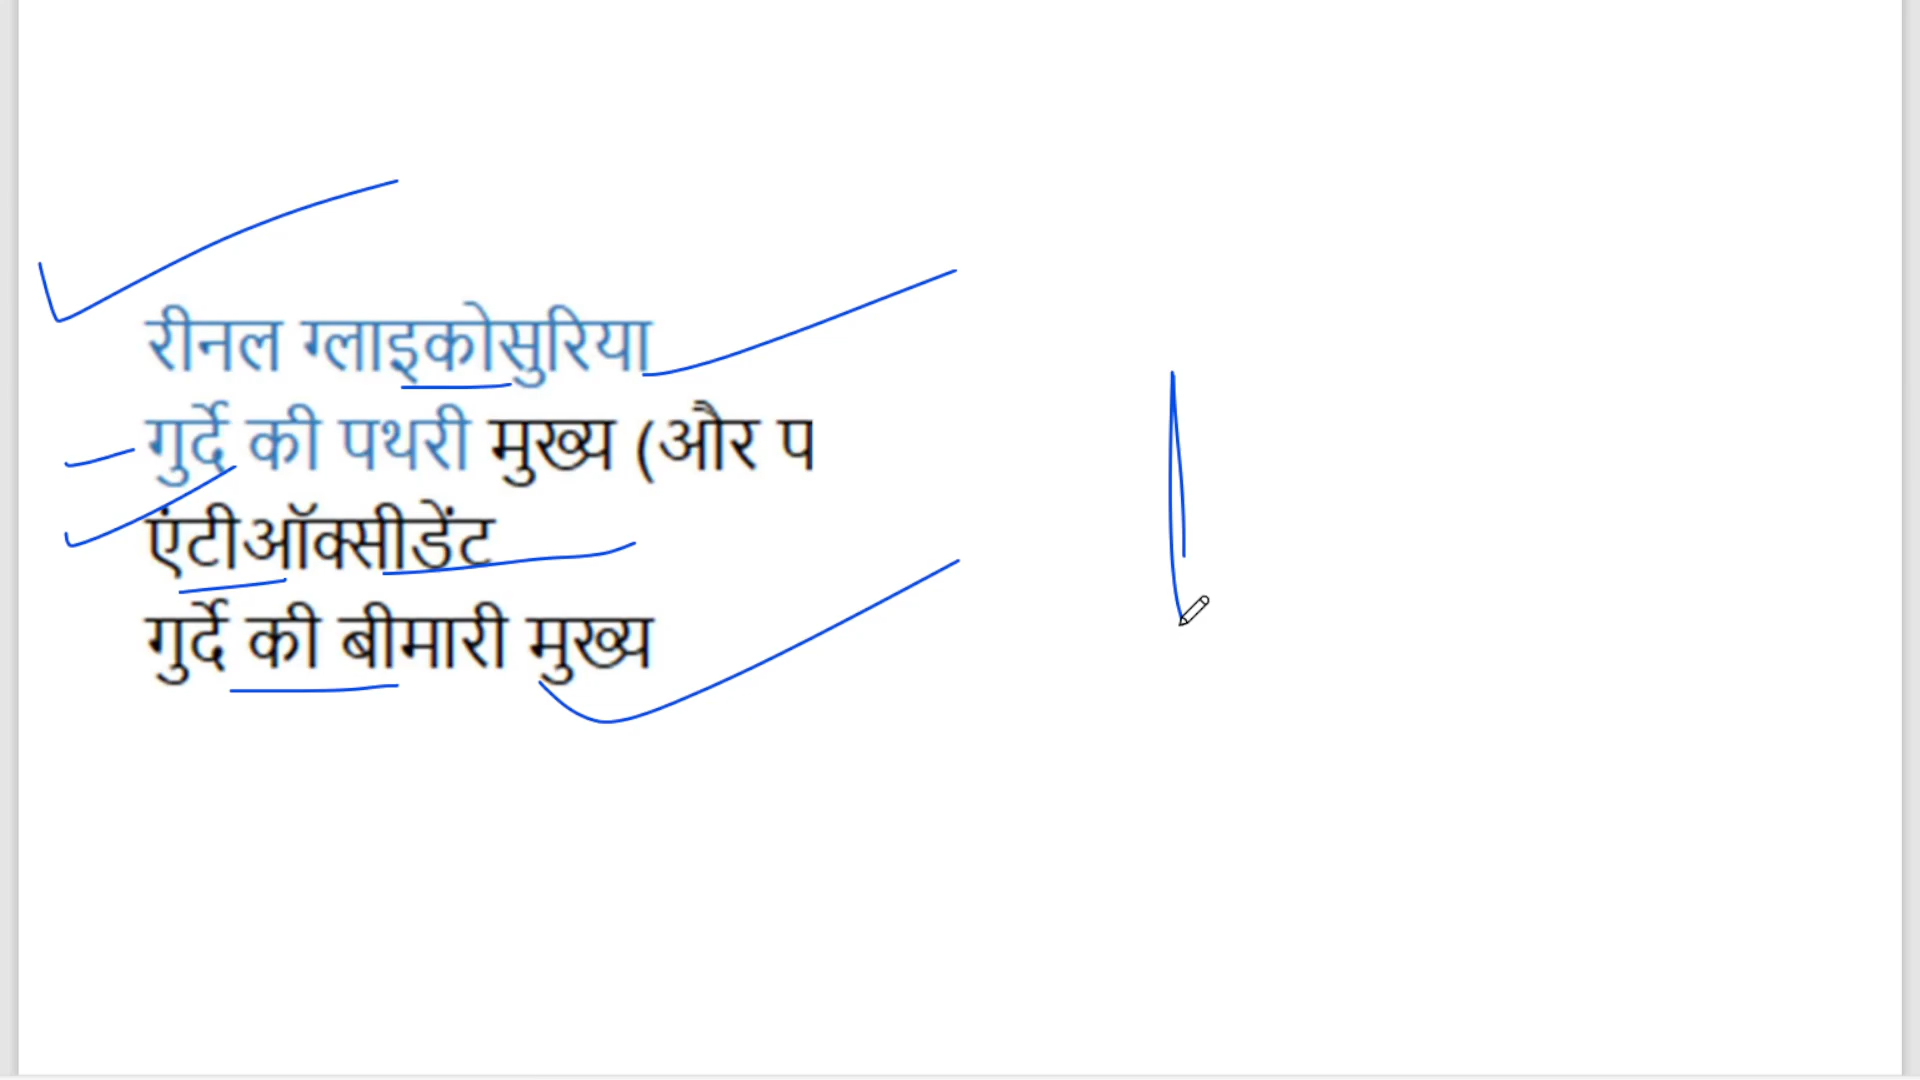 रीनल ग्लाइकोसुरिया
गुर्दे की पथरी मुख्य (और प
एंटीऑक्सीडेंट
गुर्दे की बीमारी मुख्य